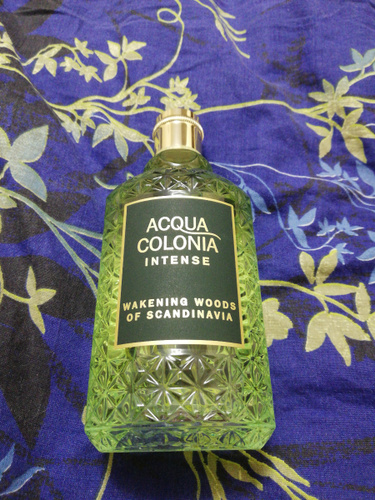 ACQUA
COLONIA
INTENSE
WAKENING WOODS
OF SCANDINAVIA